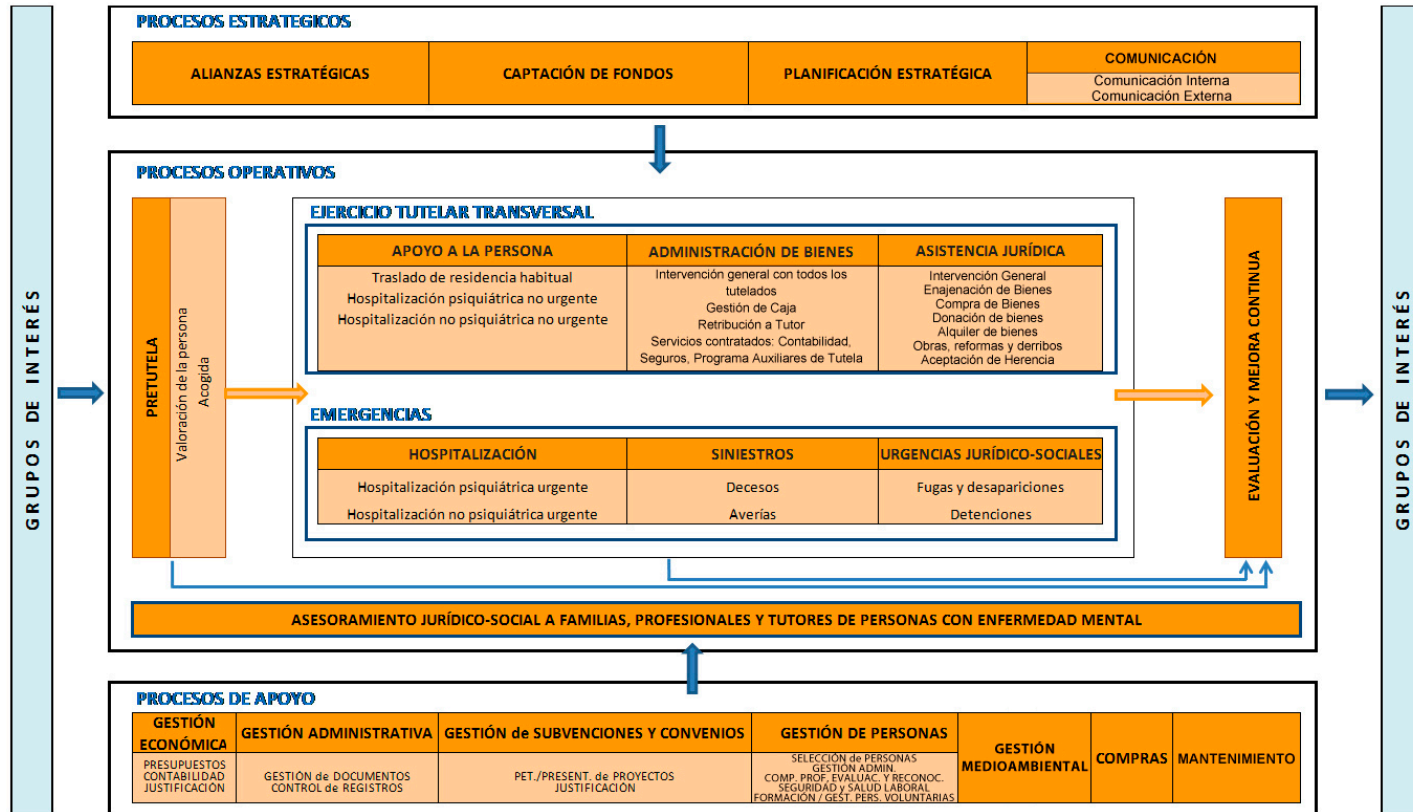 GRUPOS DE INTERÉS
PROCESOS ESTRATEGICOS
ALIANZAS ESTRATÉGICAS
CAPTACIÓN DE FONDOS
PLANIFICACIÓN ESTRATÉGICA
COMUNICACIÓN
Comunicación Interna
Comunicación Externa
PROCESOS OPERATIVOS
PRETUTELA
Valoración de la persona
Acogida
EJERCICIO TUTELAR TRANSVERSAL
APOYO A LA PERSONA
Traslado de residencia habitual
Hospitalización psiquiátrica no urgente
Hospitalización no psiquiátrica no urgente
ADMINISTRACIÓN DE BIENES
Intervención general con todos los
tutelados
Gestión de Caja
Retribución a Tutor
Servicios contratados: Contabilidad,
Seguros, Programa Auxiliares de Tutela
ASISTENCIA JURÍDICA
Intervención General
Enajenación de Bienes
Compra de Bienes
Donación de bienes
Alquiler de bienes
Obras, reformas y derribos
Aceptación de Herencia
EMERGENCIAS
HOSPITALIZACIÓN
Hospitalización psiquiátrica urgente
Hospitalización no psiquiátrica urgente
SINIESTROS
Decesos
Averías
URGENCIAS JURÍDICO-SOCIALES
Fugas y desapariciones
Detenciones
EVALUACIÓN Y MEJORA CONTINUA
ASESORAMIENTO JURÍDICO-SOCIAL A FAMILIAS, PROFESIONALES Y TUTORES DE PERSONAS CON ENFERMEDAD MENTAL
PROCESOS DE APOYO
GESTIÓN
ECONÓMICA
PRESUPUESTOS
CONTABILIDAD
JUSTIFICACIÓN
GESTIÓN ADMINISTRATIVA
GESTIÓN de DOCUMENTOS
CONTROL de REGISTROS
GESTIÓN de SUBVENCIONES Y CONVENIOS
PET./PRESENT. de PROYECTOS
JUSTIFICACIÓN
GESTIÓN DE PERSONAS
SELECCIÓN de PERSONAS
GESTIÓN ADMIN.
COMP. PROF, EVALUAC. Y RECONOC.
SEGURIDAD y SALUD LABORAL
FORMACIÓN / GEST. PERS. VOLUNTARIAS
GESTIÓN
MEDIOAMBIENTAL
COMPRAS
MANTENIMIENTO
GRUPOS DE INTERÉS